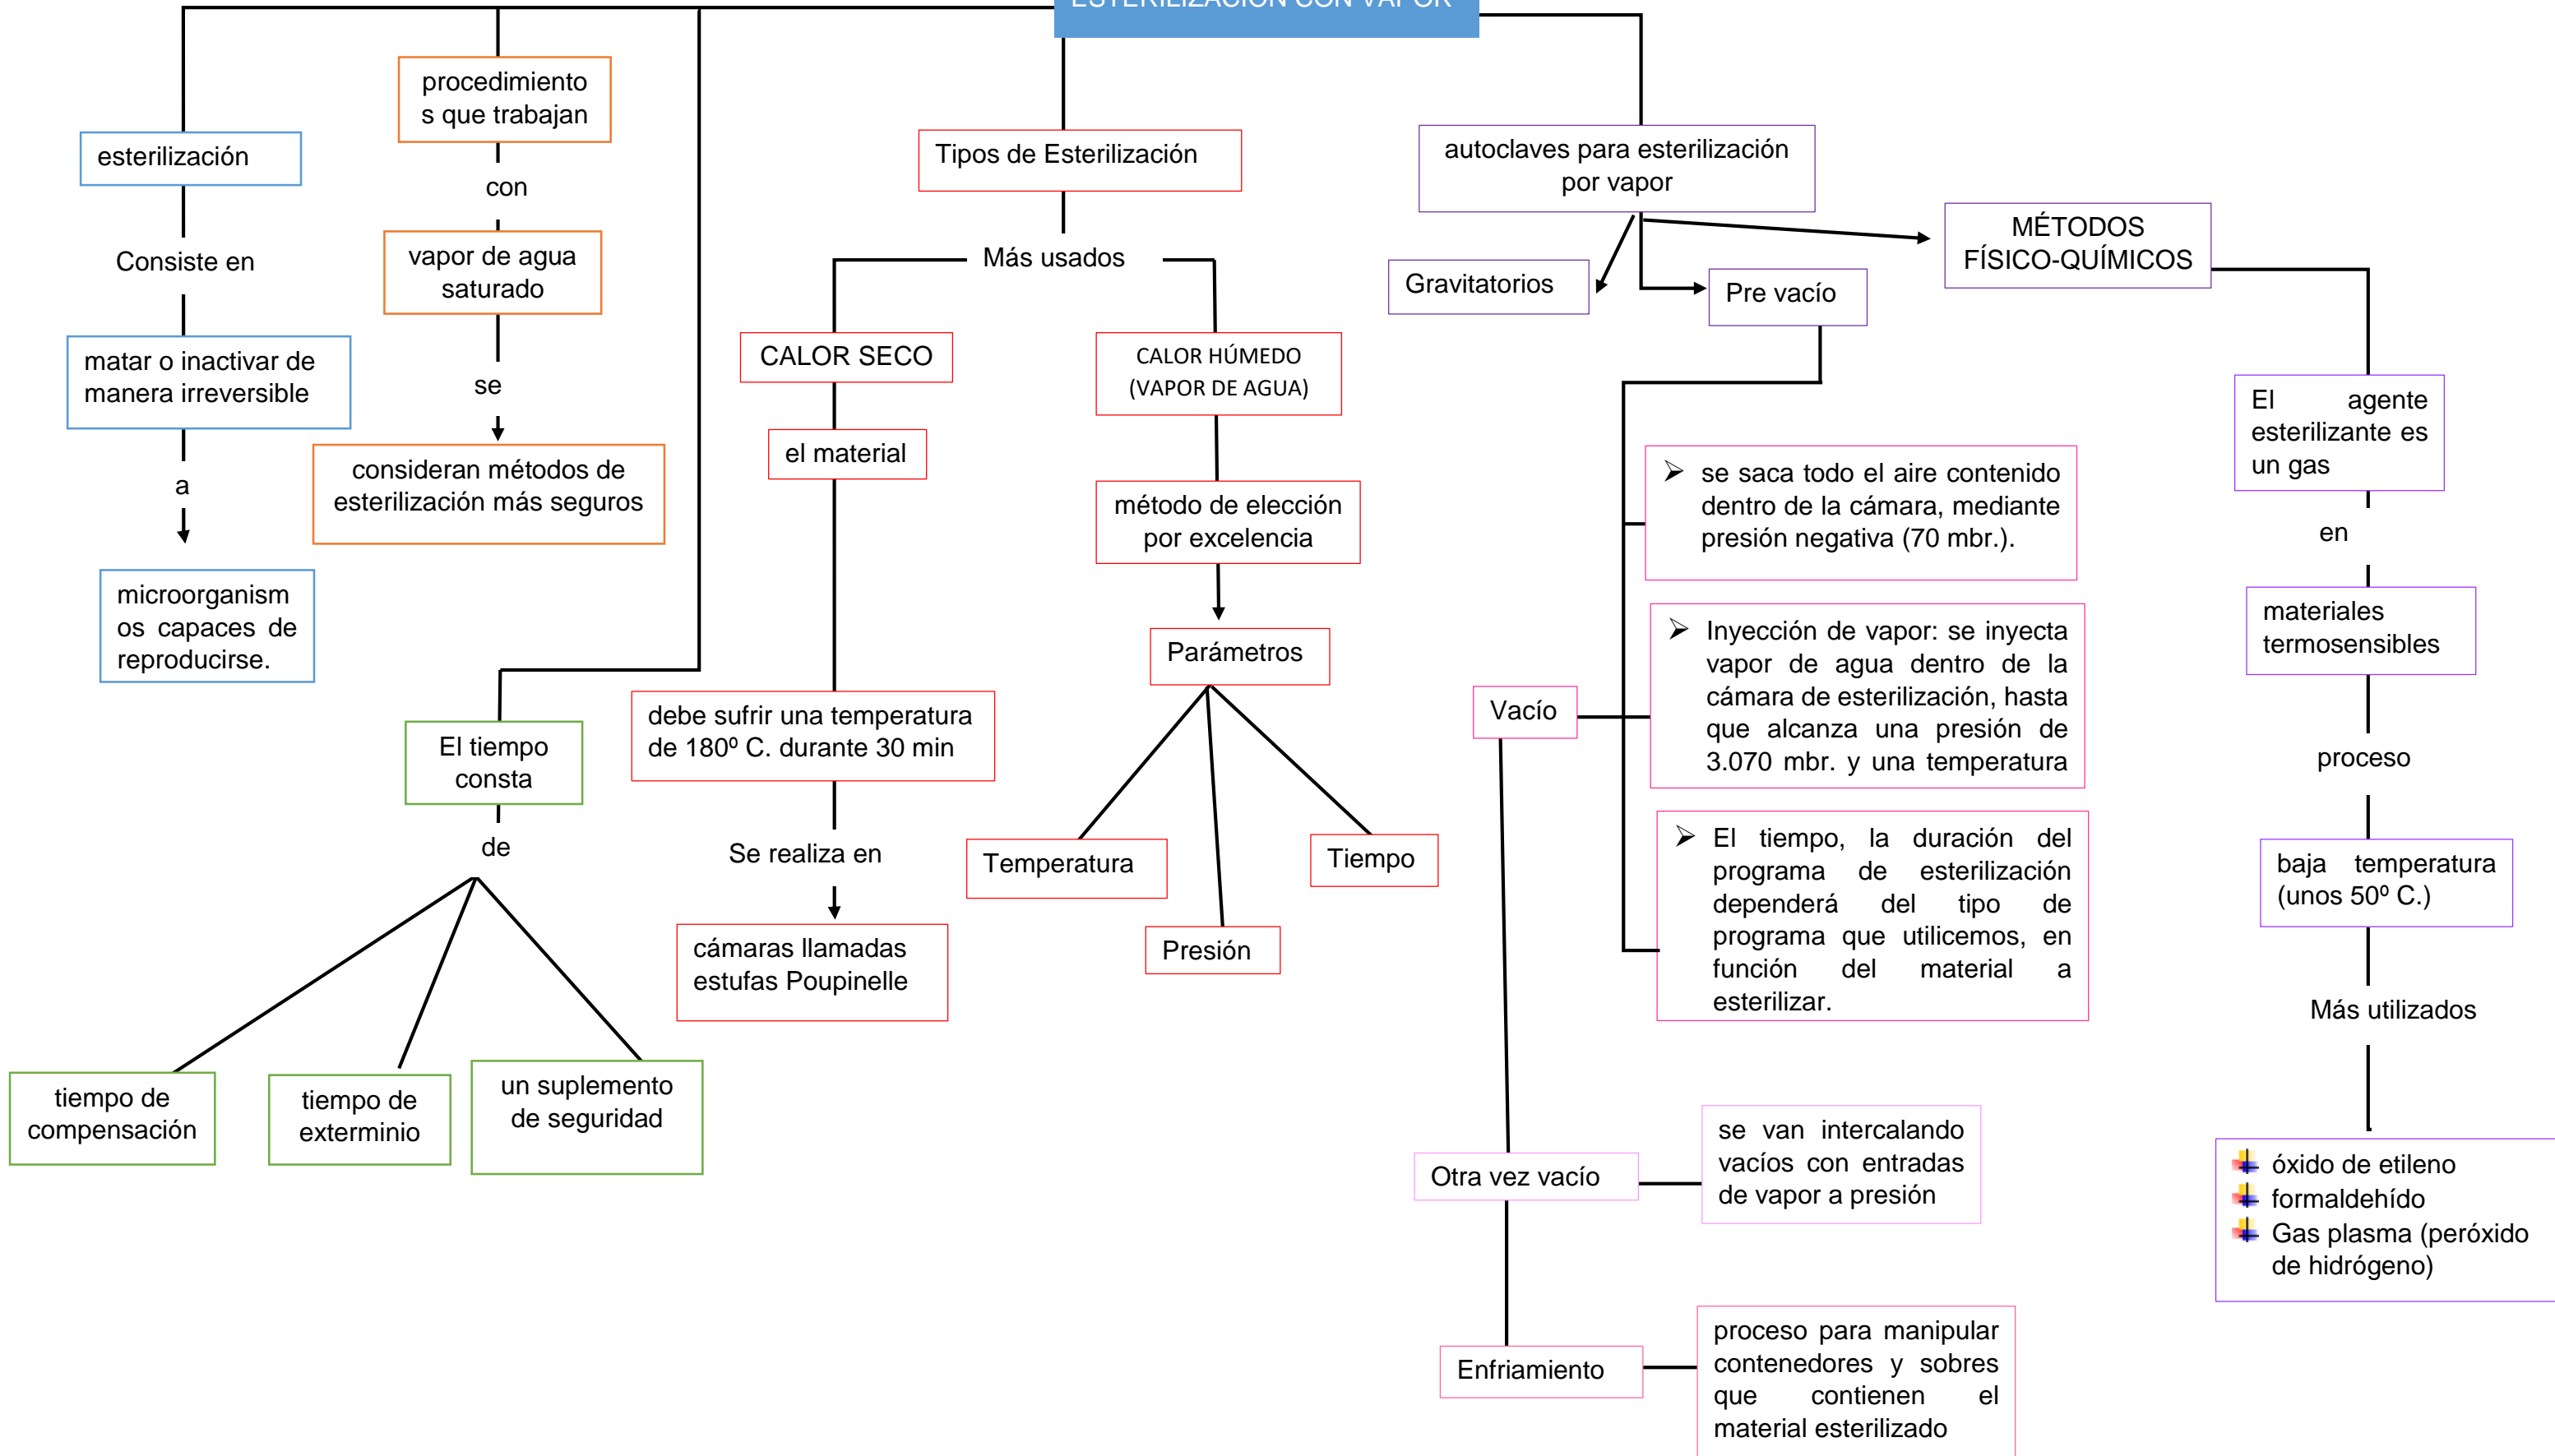 ESTERILIZACIÓN CON VAPOR
esterilización
Consiste en
matar o inactivar de
manera irreversible
a
microorganism
os capaces de
reproducirse.
procedimiento
s que trabajan
con
vapor de agua
saturado
se
consideran métodos de
esterilización más seguros
El tiempo
consta
de
tiempo de
compensación
tiempo de
exterminio
un suplemento
de seguridad
Tipos de Esterilización
Más usados
CALOR SECO
el material
debe sufrir una temperatura
de 180º C. durante 30 min
Se realiza en
cámaras llamadas
estufas Poupinelle
CALOR HÚMEDO
(VAPOR DE AGUA)
método de elección
por excelencia
Parámetros
Temperatura
Presión
Tiempo
autoclaves para esterilización
por vapor
Gravitatorios
Pre vacío
Vacío
➢ se saca todo el aire contenido
dentro de la cámara, mediante
presión negativa (70 mbr.).
➢ Inyección de vapor: se inyecta
vapor de agua dentro de la
cámara de esterilización, hasta
que alcanza una presión de
3.070 mbr. y una temperatura
➢ El tiempo, la duración del
programa de esterilización
dependerá del tipo de
programa que utilicemos, en
función del material a
esterilizar.
Otra vez vacío
se van intercalando
vacíos con entradas
de vapor a presión
Enfriamiento
proceso para manipular
contenedores y sobres
que contienen el
material esterilizado
MÉTODOS
FÍSICO-QUÍMICOS
El agente
esterilizante es
un gas
en
materiales
termosensibles
proceso
baja temperatura
(unos 50º C.)
Más utilizados
óxido de etileno
formaldehído
Gas plasma (peróxido
de hidrógeno)